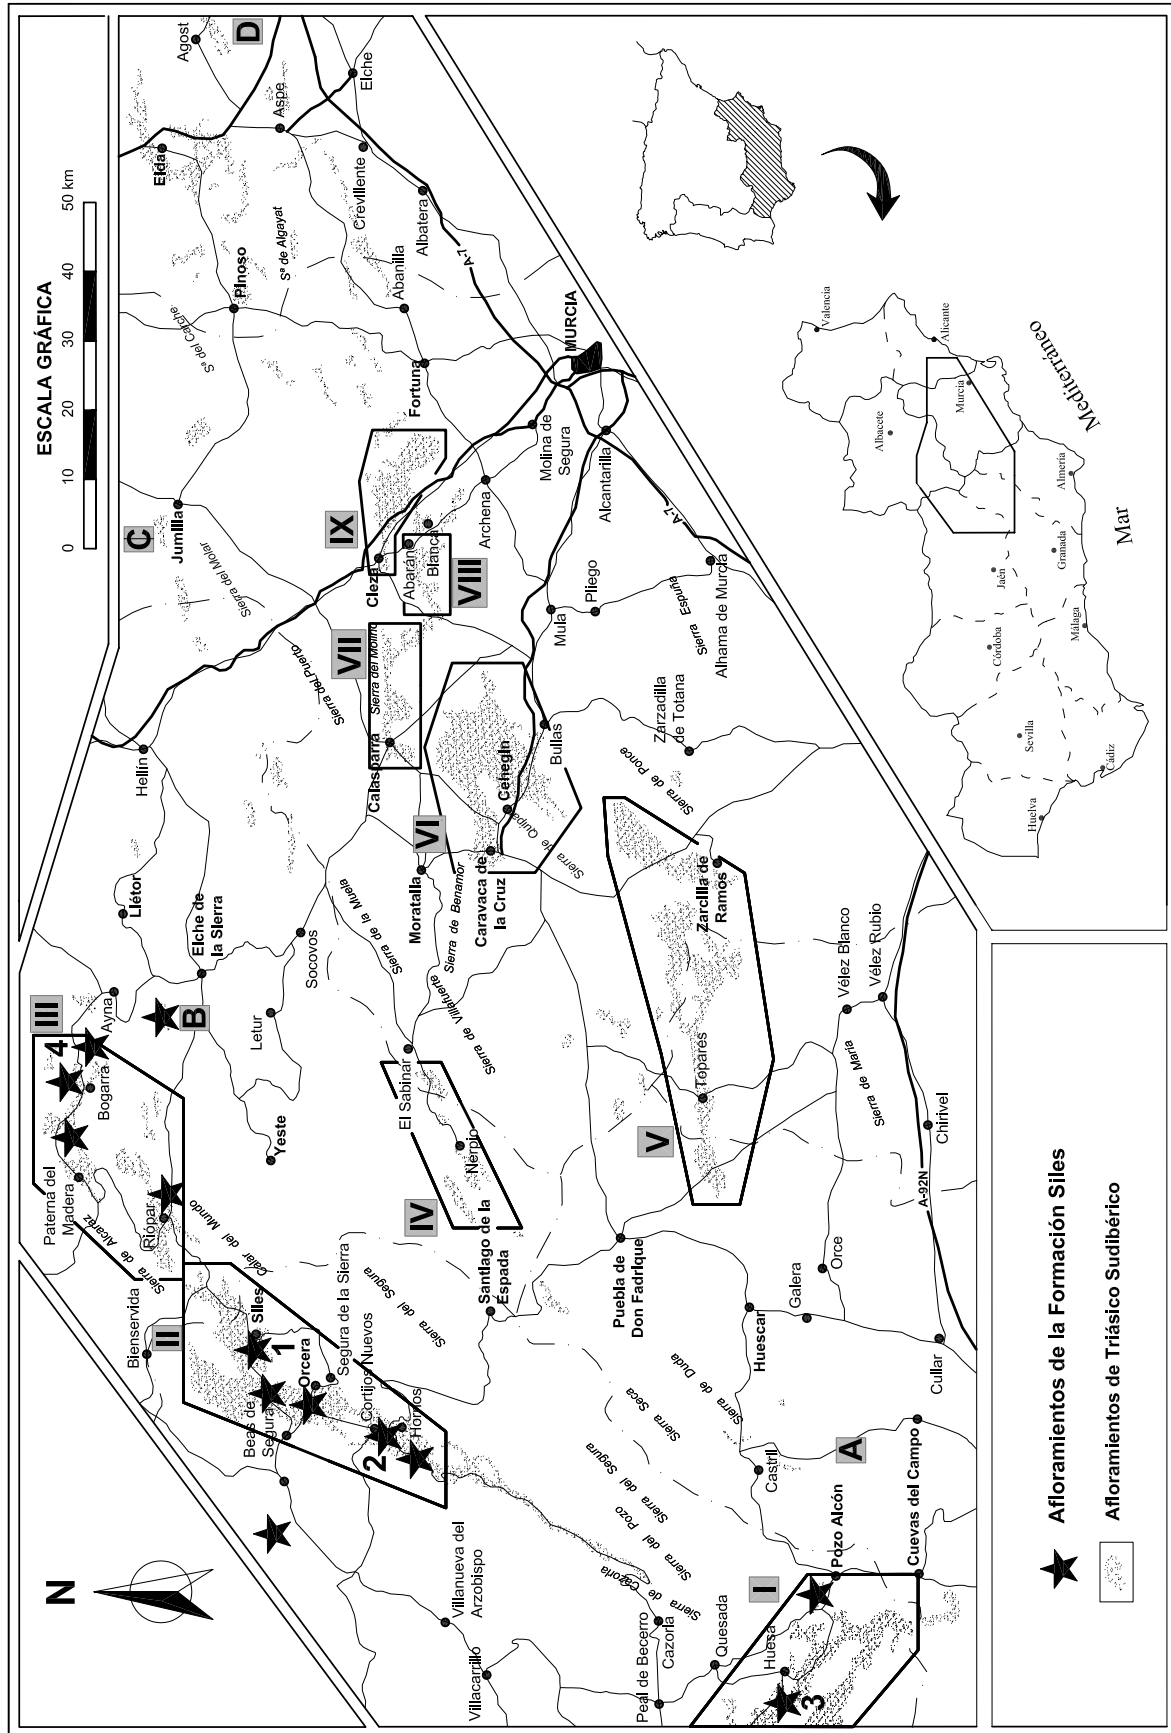 N
ESCALA GRÁFICA
0
10
20
30
40
50 km
Agost
D
Elche
Aspe
Elda
Crevillente
Albatera
A-7
Sª de Algayat
Pinoso
Abanilla
Sª del Carche
Fortuna
MURCIA
Molina de
Segura
Alcantarilla
A-7
Jumilla
C
Sierra del Molar
IX
Cieza
Abarán
Blanca
VIII
Archena
Mula
Pliego
Sierra Espuña
Alhama de Murcia
VII
Sierra del Puerto
Sierra del Molino
Calasparra
Hellín
Bullas
Zarzadilla
de Totana
Sierra de Ponce
Cehegín
Sierra de Quipar
VI
Moratalla
Sierra de Benamor
Caravaca de
la Cruz
Liétor
Elche de
la Sierra
Socovos
Sierra de la Muela
Sierra de Villafuerte
Sierra de Villafuerte
Zarcilla de
Ramos
III
4
Ayna
B
Bogarra
Letur
Yeste
El Sabinar
Nerpio
IV
V
Topares
Vélez Blanco
Vélez Rubio
Sierra de María
Chirivel
A-92N
Paterna del
Madera
Riópar
Sierra de Alcaraz
Calar del Mundo
Bienservida
II
Siles
1
Orcera
Segura de la Sierra
Cortijos Nuevos
2
Hornos
Beas de
Segura
Sierra del Segura
Santiago de la
Espada
Puebla de
Don Fadrique
Orce
Galera
Huescar
Cullar
Sierra de Duda
Sierra Seca
Sierra del Segura
Sierra del Pozo
Sierra de Cazorla
Castril
A
Pozo Alcón
Cuevas del Campo
I
Villanueva del
Arzobispo
Villacarrillo
Peal de Becerro
Cazorla
Quesada
Huesa
3
Valencia
Alicante
Albacete
Murcia
Mediterráneo
Mar
Almería
Granada
Jaén
Málaga
Córdoba
Sevilla
Cádiz
Huelva
Afloramientos de la Formación Siles
Afloramientos de Triásico Sudibérico